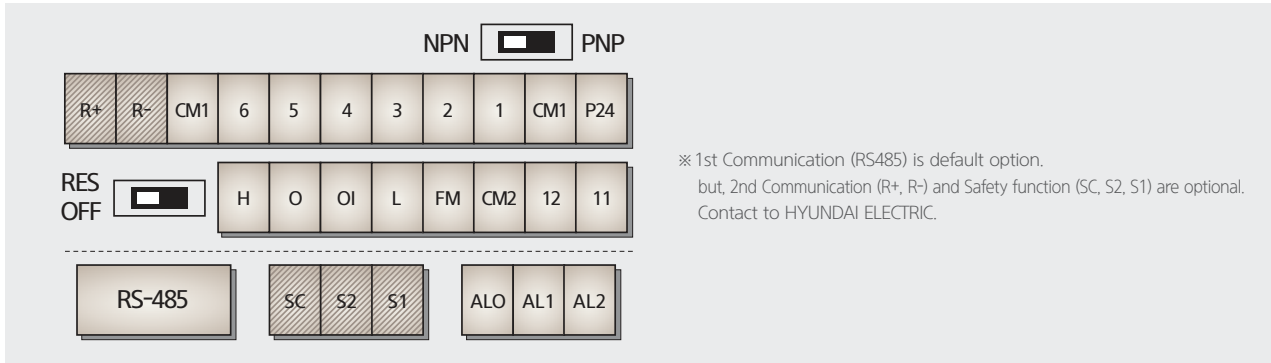 NPN PNP
R+ R- CM1 6 5 4 3 2 1 CM1 P24
RES
OFF
H O OI L FM CM2 12 11
※ 1st Communication (RS485) is default option.
but, 2nd Communication (R+, R-) and Safety function (SC, S2, S1) are optional.
Contact to HYUNDAI ELECTRIC.
RS-485 SC S2 S1 ALO AL1 AL2